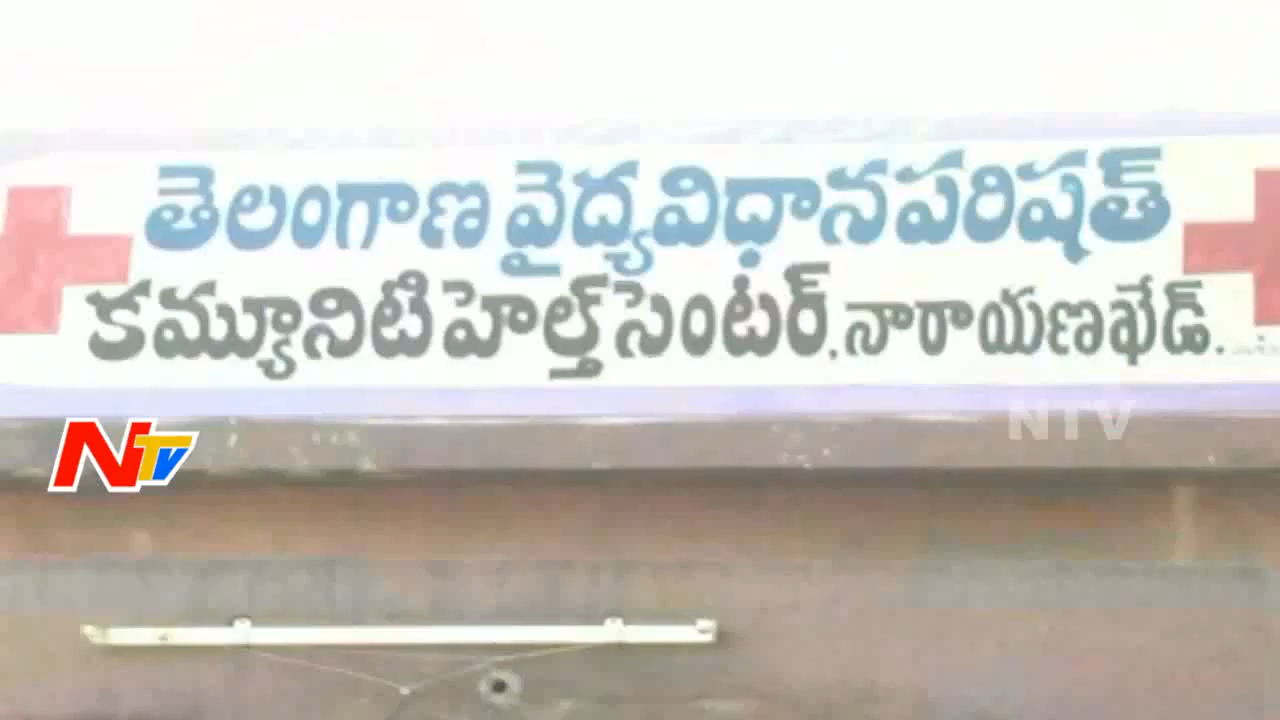 తెలంగాణ వైద్యవిధానపరిషత్
కమ్యూనిటి హెల్త్ సెంటర్, నారాయణఖేడ్.
NTV
NTV